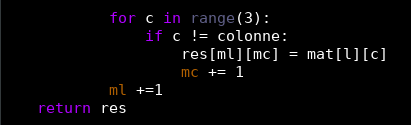 for c in range(3):
if c != colonne:
res[ml][mc] = mat[l][c]
mc += 1
ml +=1
return res